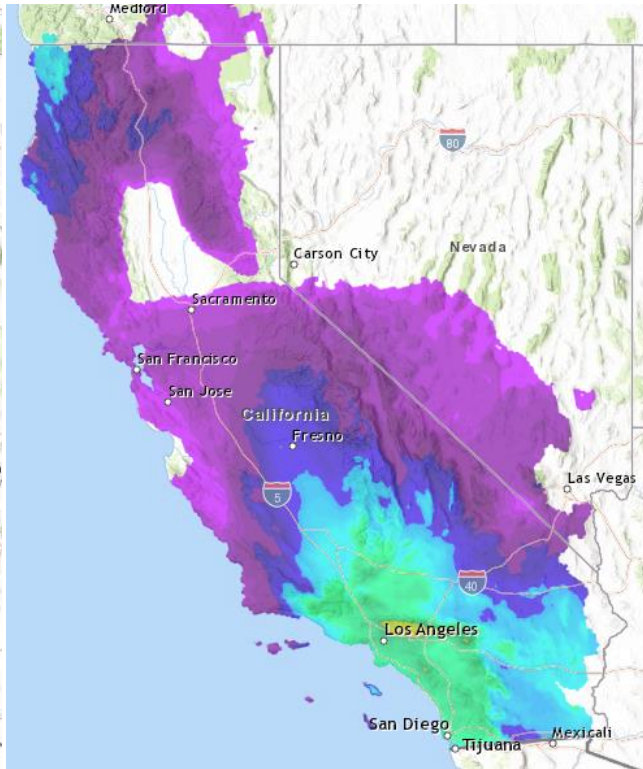 Medford
80
Carson City
Nevada
Sacramento
San Francisco
San Jose
California
Fresno
Las Vegas
5
40
Los Angeles
San Diego
Mexicali
Tijuana